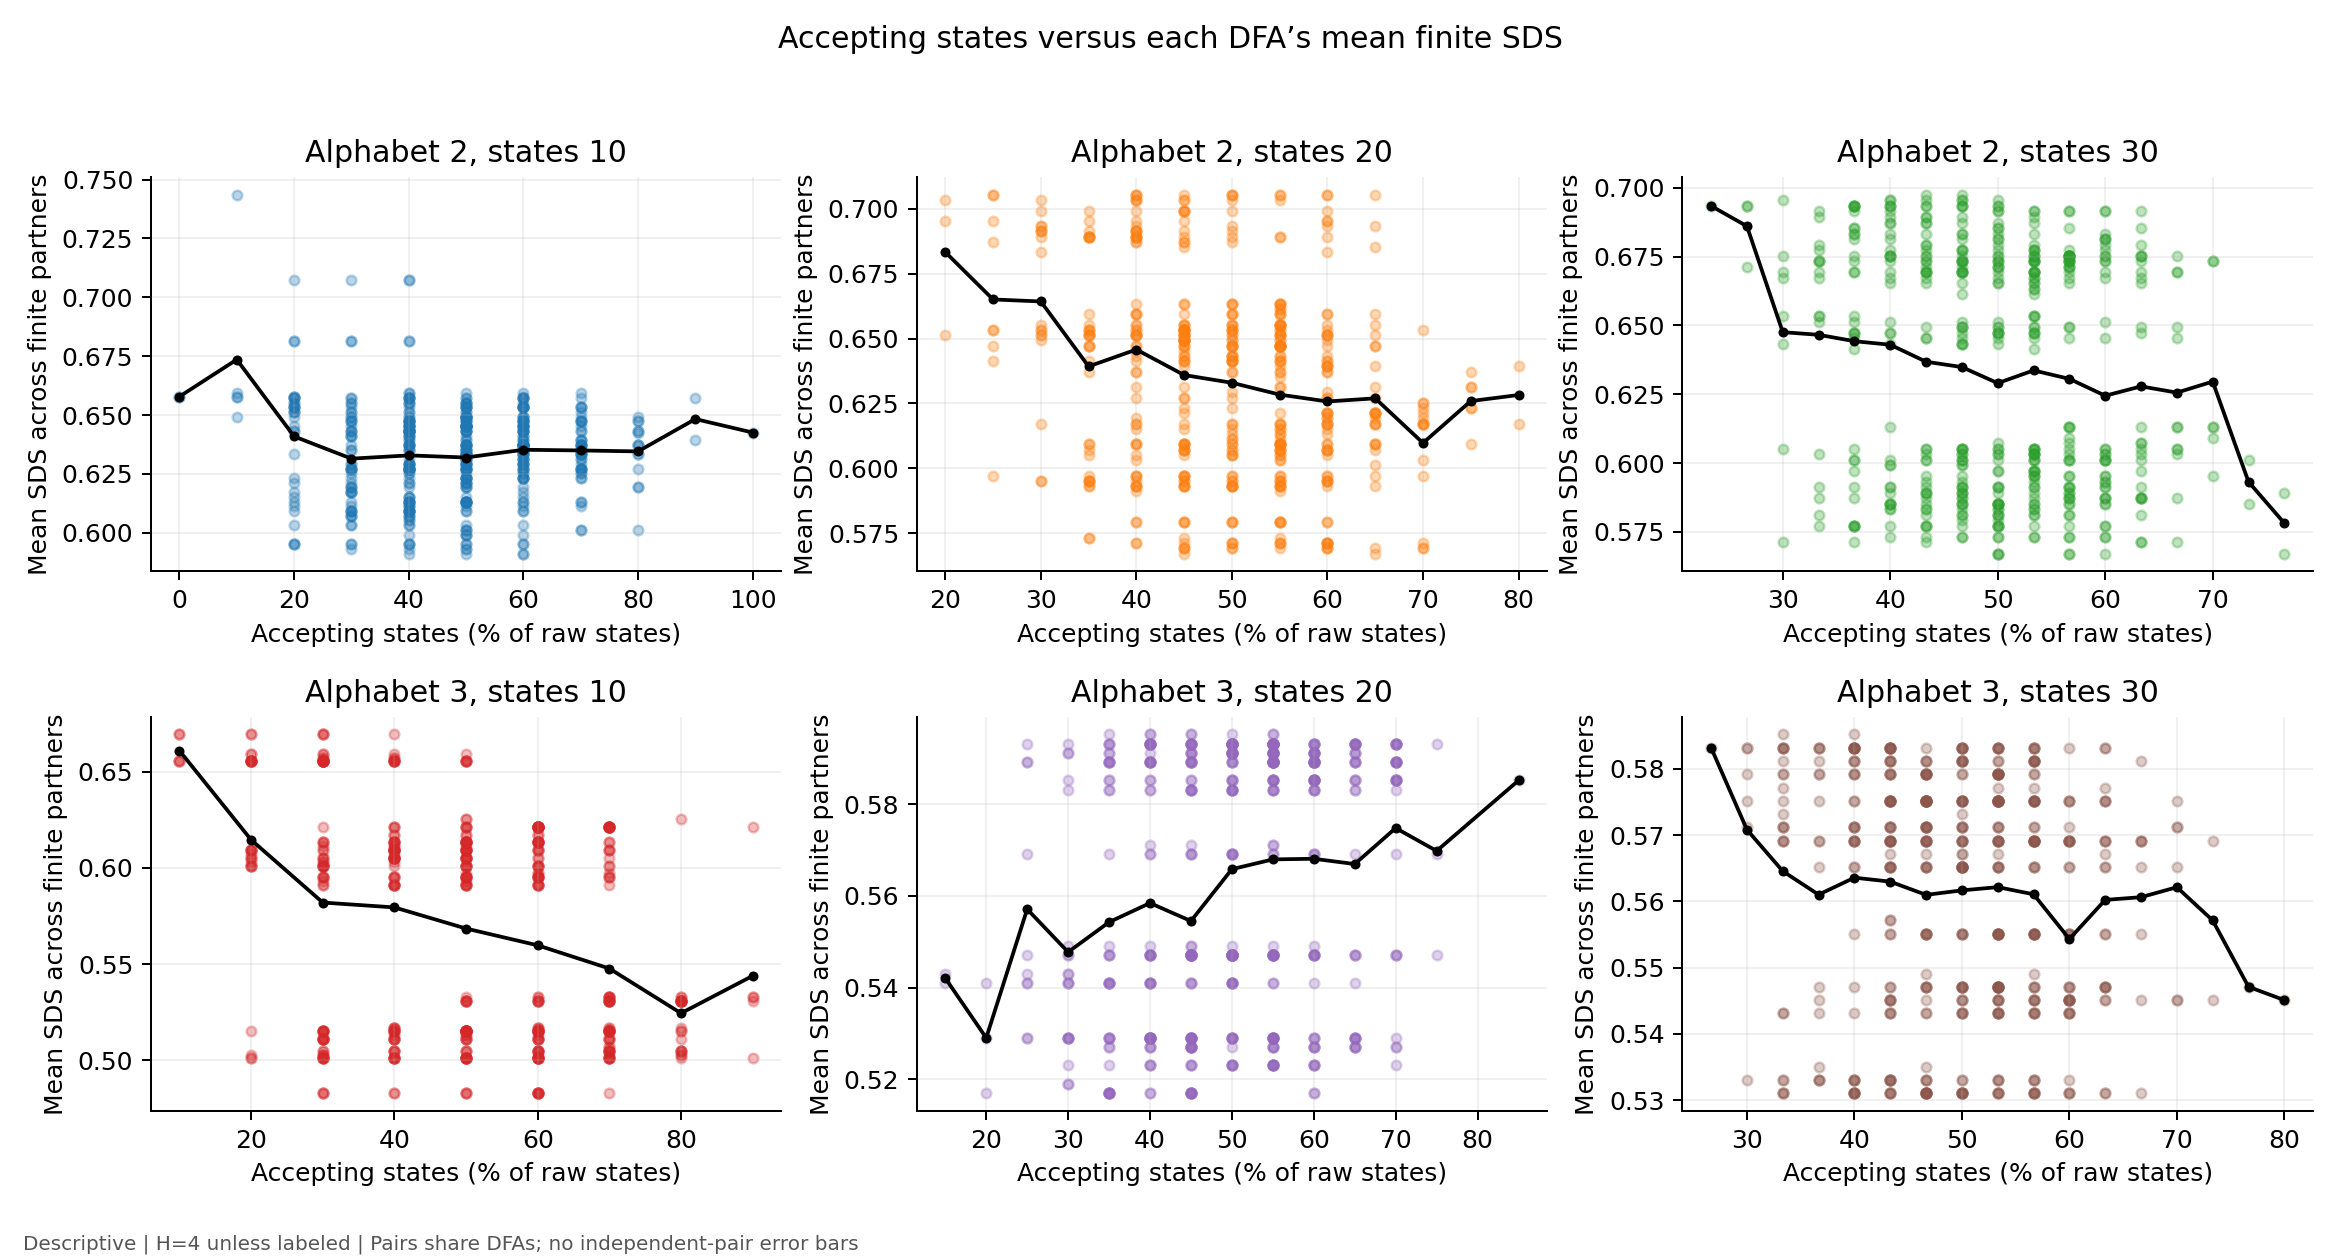 Accepting states versus each DFA’s mean finite SDS
Alphabet 2, states 10
Mean SDS across finite partners
0.750
0.725
0.700
0.675
0.650
0.625
0.600
0 20 40 60 80 100
Accepting states (% of raw states)
Alphabet 2, states 20
Mean SDS across finite partners
0.700
0.675
0.650
0.625
0.600
0.575
20 30 40 50 60 70 80
Accepting states (% of raw states)
Alphabet 2, states 30
Mean SDS across finite partners
0.700
0.675
0.650
0.625
0.600
0.575
30 40 50 60 70
Accepting states (% of raw states)
Alphabet 3, states 10
Mean SDS across finite partners
0.65
0.60
0.55
0.50
20 40 60 80
Accepting states (% of raw states)
Alphabet 3, states 20
Mean SDS across finite partners
0.58
0.56
0.54
0.52
20 30 40 50 60 70 80
Accepting states (% of raw states)
Alphabet 3, states 30
Mean SDS across finite partners
0.58
0.57
0.56
0.55
0.54
0.53
30 40 50 60 70 80
Accepting states (% of raw states)
Descriptive | H=4 unless labeled | Pairs share DFAs; no independent-pair error bars